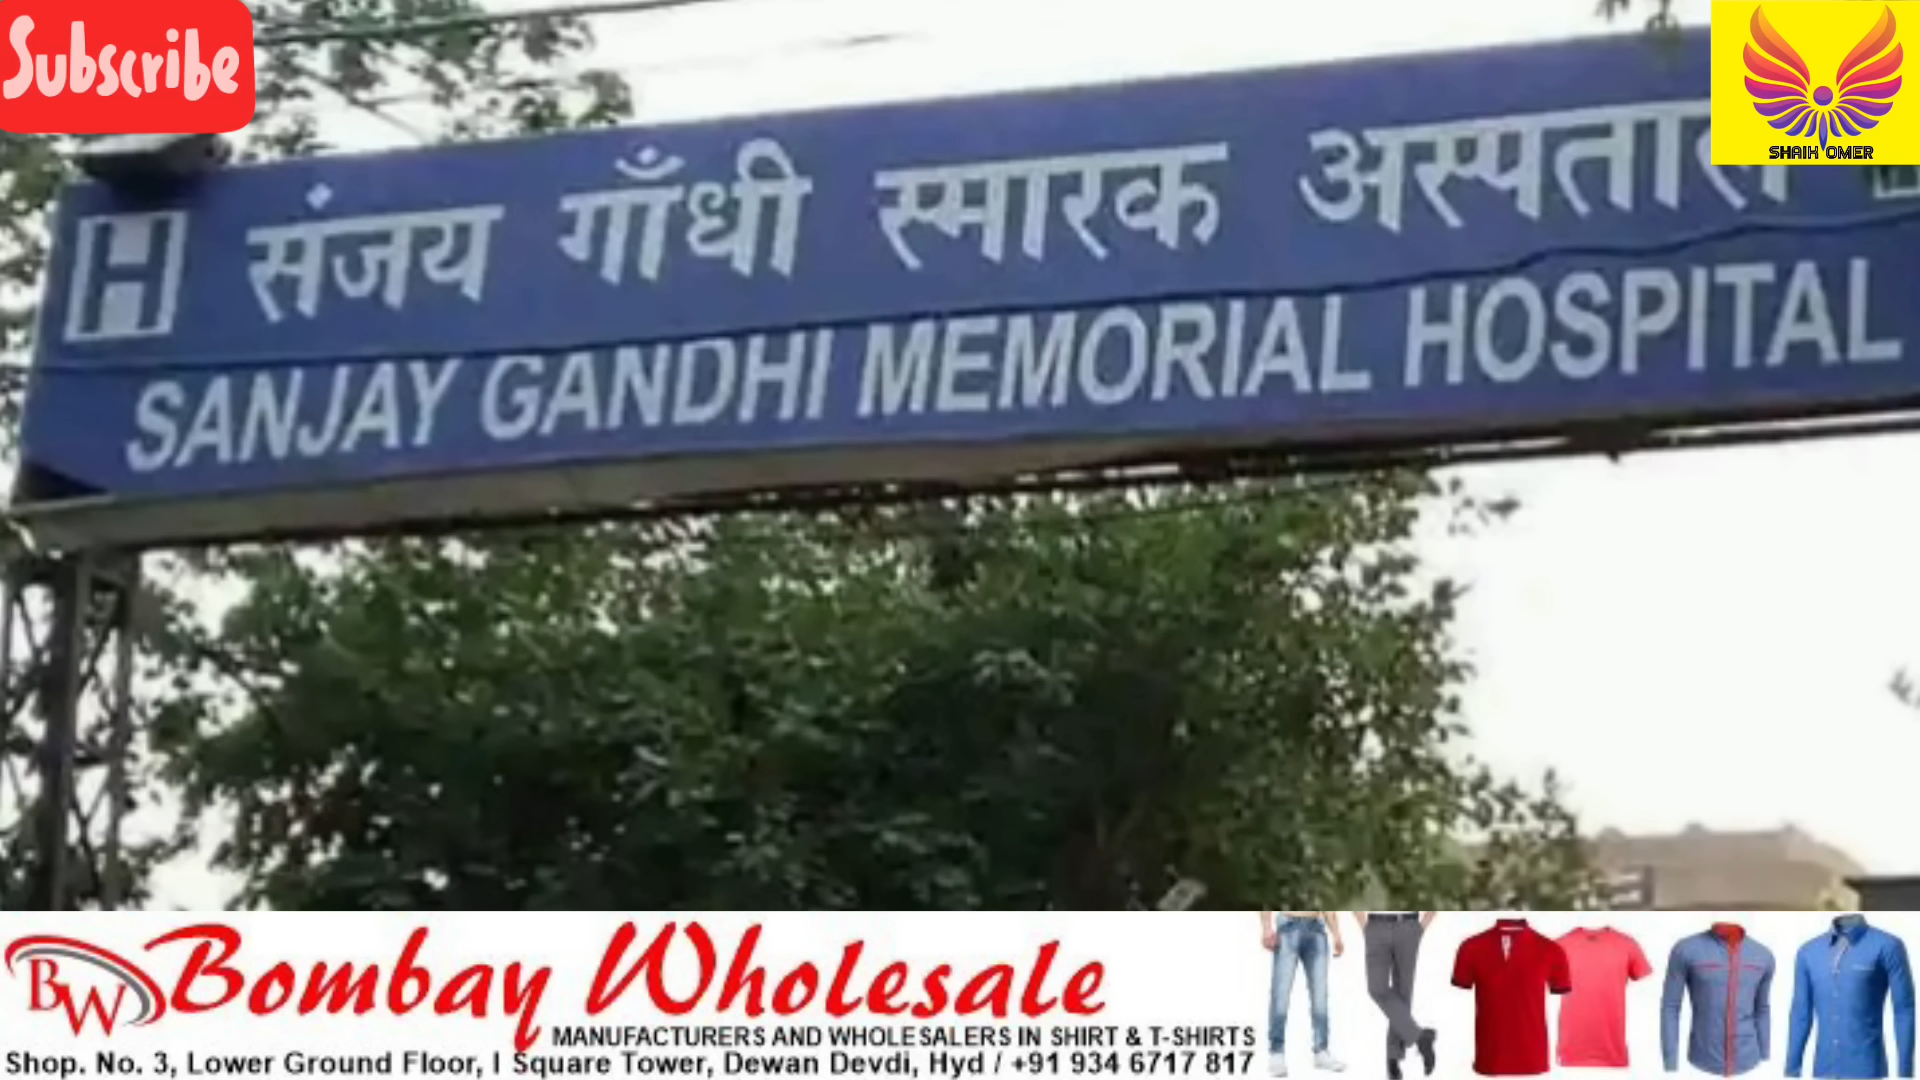 Subscribe
SHAIK OMER
H संजय गाँधी स्मारक अस्पताल
SANJAY GANDHI MEMORIAL HOSPITAL
BW Bombay Wholesale
MANUFACTURERS AND WHOLESALERS IN SHIRT & T-SHIRTS
Shop. No. 3, Lower Ground Floor, I Square Tower, Dewan Devdi, Hyd / +91 934 6717 817